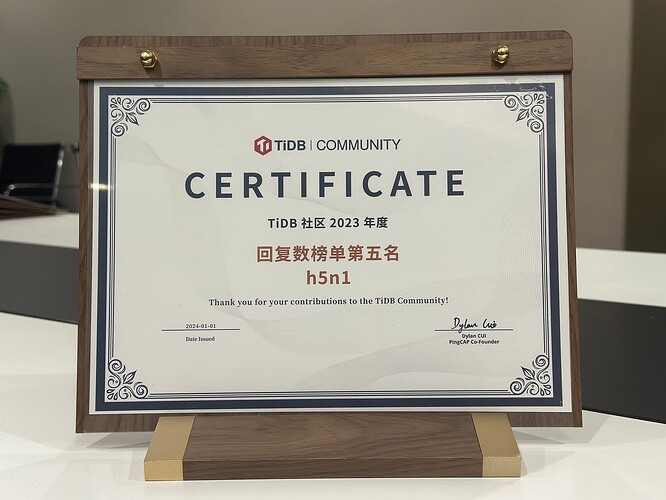 TiDB | COMMUNITY
CERTIFICATE
TiDB 社区 2023 年度
回复数榜单第五名
h5n1
Thank you for your contributions to the TiDB Community!
2024-01-01
Date Issued
Dylan Cui
Dylan CUI
PingCAP Co-Founder